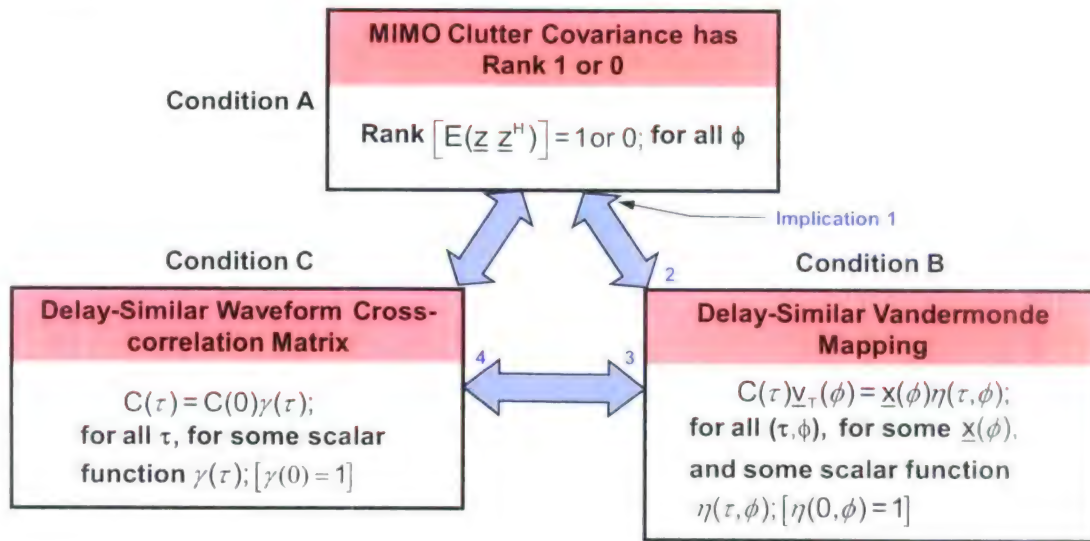 MIMO Clutter Covariance has
Rank 1 or 0
Condition A
Rank [E(z z^H)] = 1 or 0; for all ϕ
Implication 1
Condition C
Condition B
2
Delay-Similar Waveform Cross-
correlation Matrix
4
3
Delay-Similar Vandermonde
Mapping
C(τ) = C(0)γ(τ);
for all τ, for some scalar
function γ(τ); [γ(0) = 1]
C(τ)v_T(ϕ) = x(ϕ)η(τ,ϕ);
for all (τ,ϕ), for some x(ϕ),
and some scalar function
η(τ,ϕ); [η(0,ϕ) = 1]